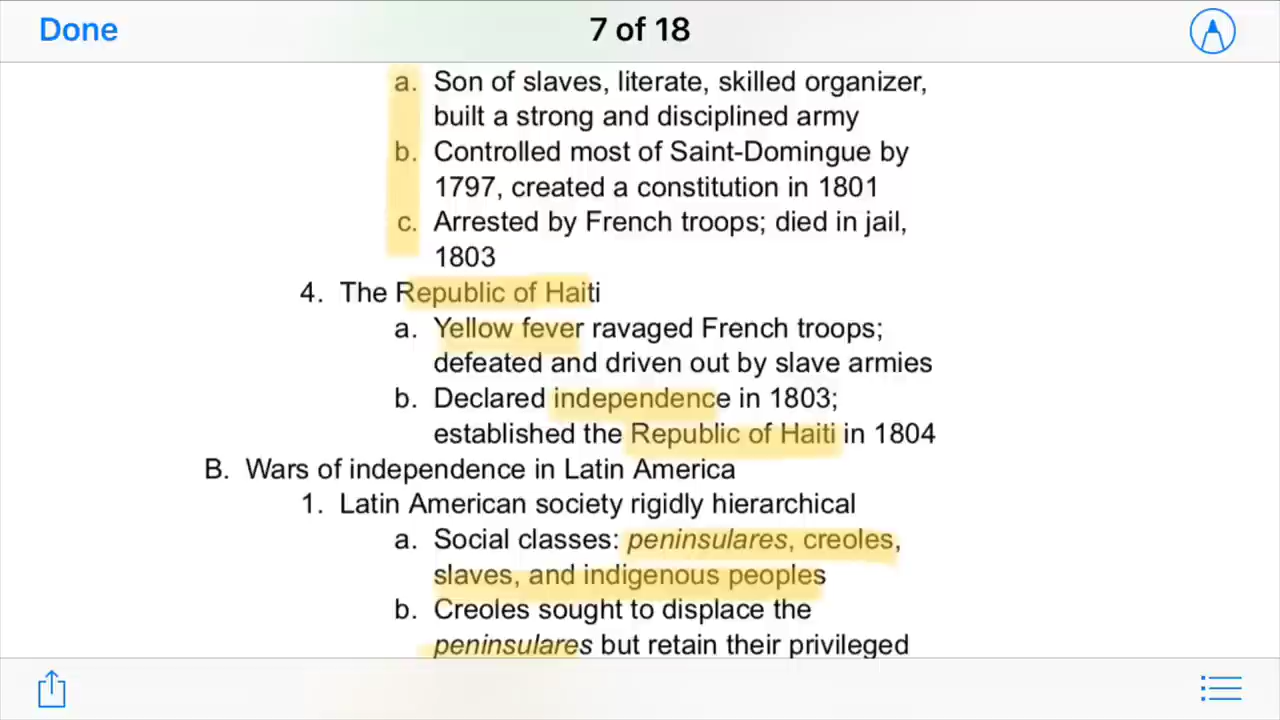 Done
7 of 18
a. Son of slaves, literate, skilled organizer,
built a strong and disciplined army
b. Controlled most of Saint-Domingue by
1797, created a constitution in 1801
c. Arrested by French troops; died in jail,
1803
4. The Republic of Haiti
a. Yellow fever ravaged French troops;
defeated and driven out by slave armies
b. Declared independence in 1803;
established the Republic of Haiti in 1804
B. Wars of independence in Latin America
1. Latin American society rigidly hierarchical
a. Social classes: peninsulares, creoles,
slaves, and indigenous peoples
b. Creoles sought to displace the
peninsulares but retain their privileged